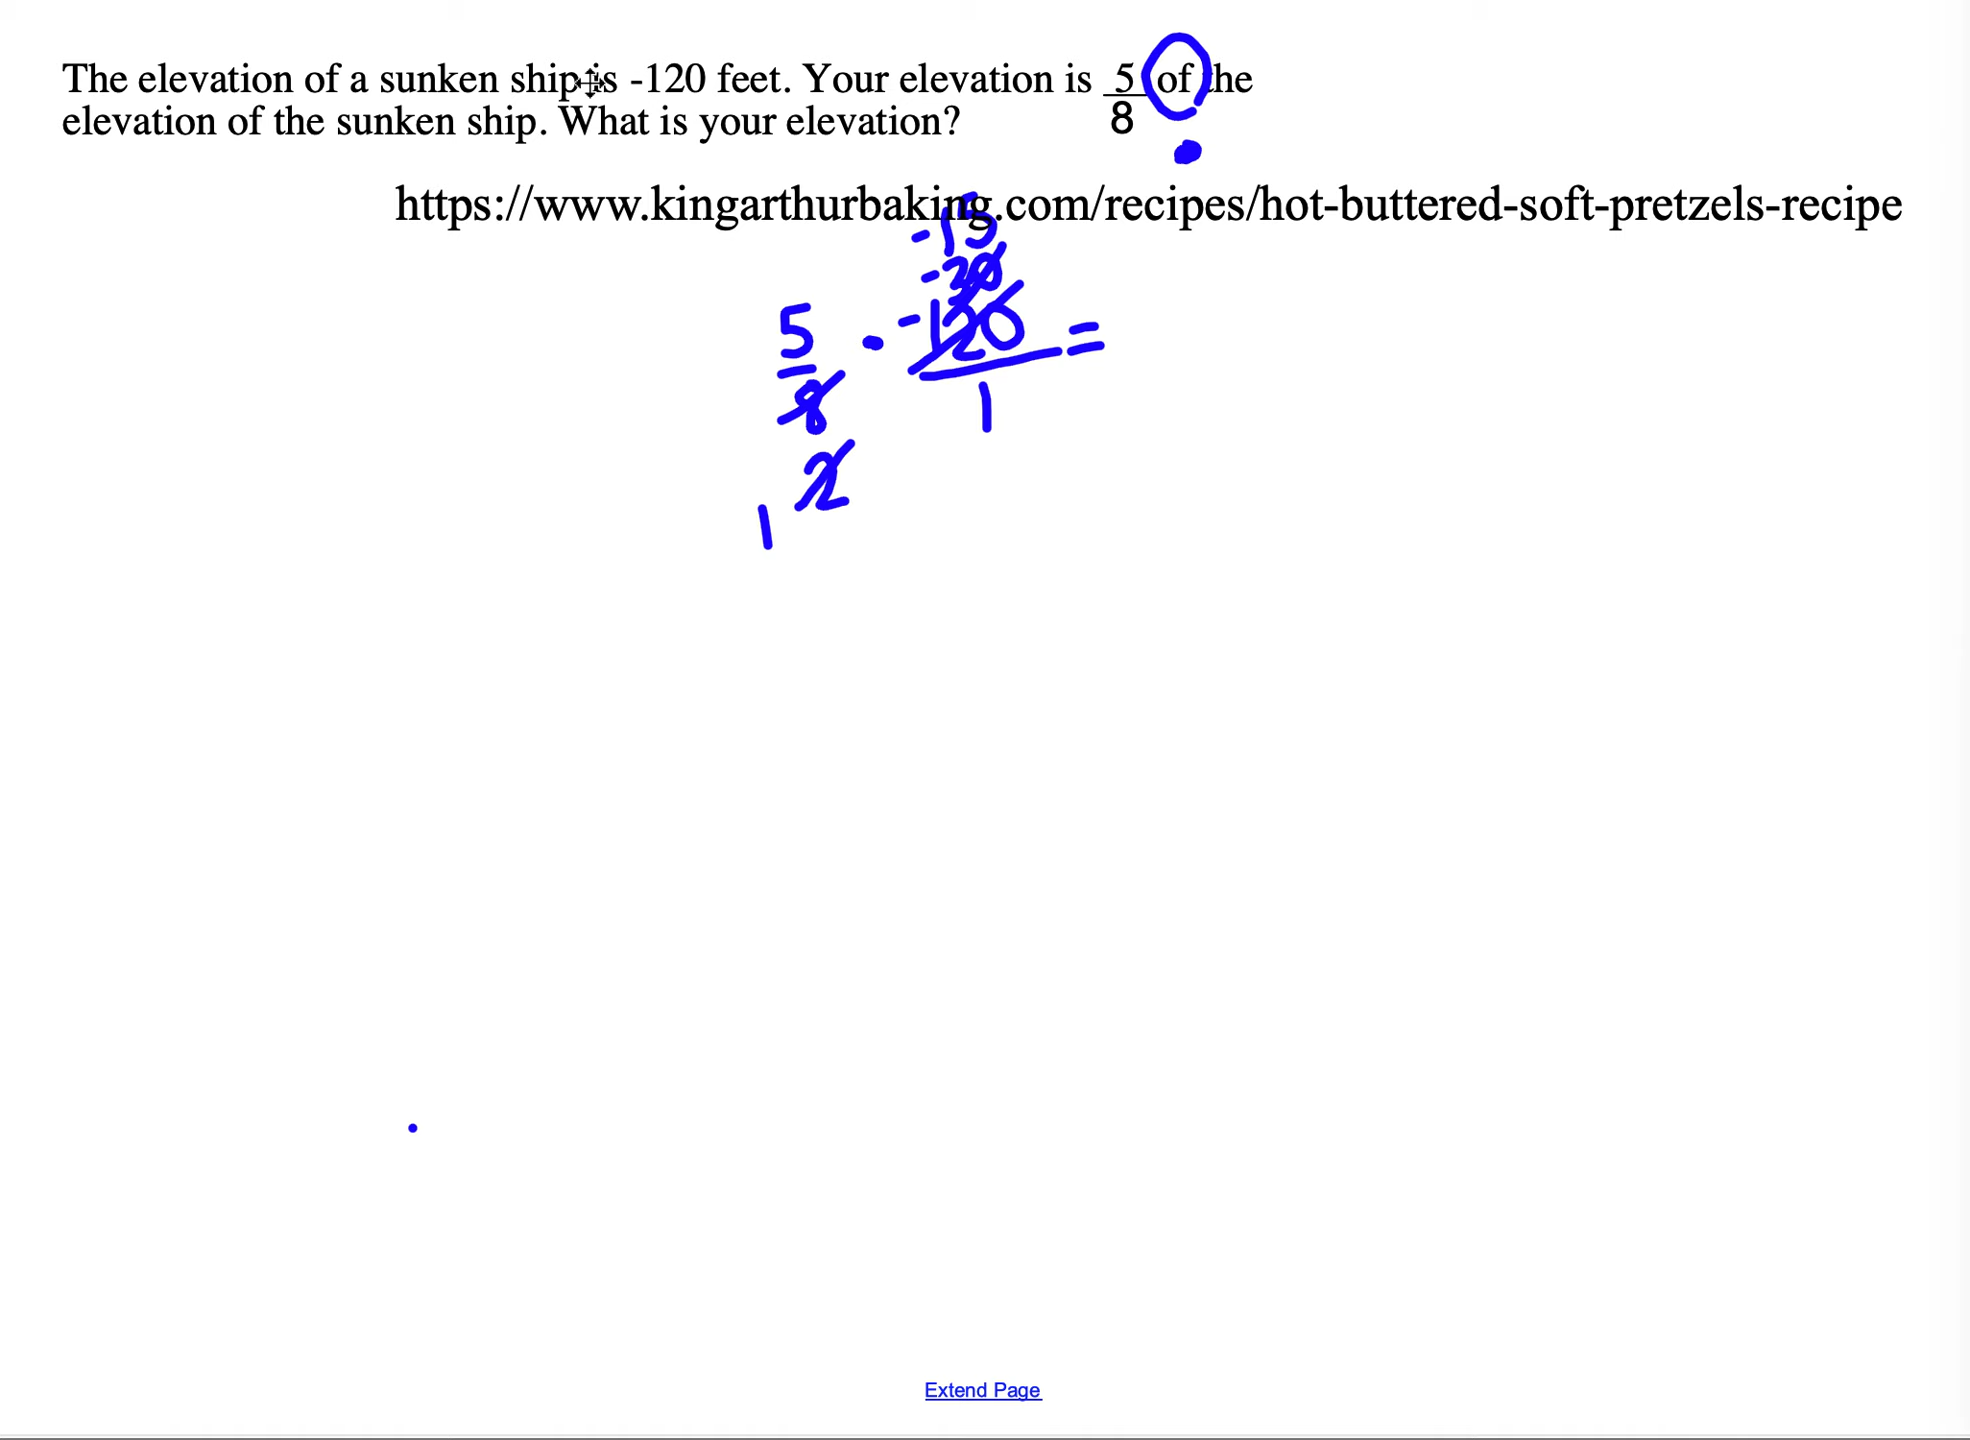 The elevation of a sunken ship is -120 feet. Your elevation is 5/8 of the
elevation of the sunken ship. What is your elevation?
https://www.kingarthurbaking.com/recipes/hot-buttered-soft-pretzels-recipe
-15
-30
5/8 · -120/1 =
2
1
Extend Page